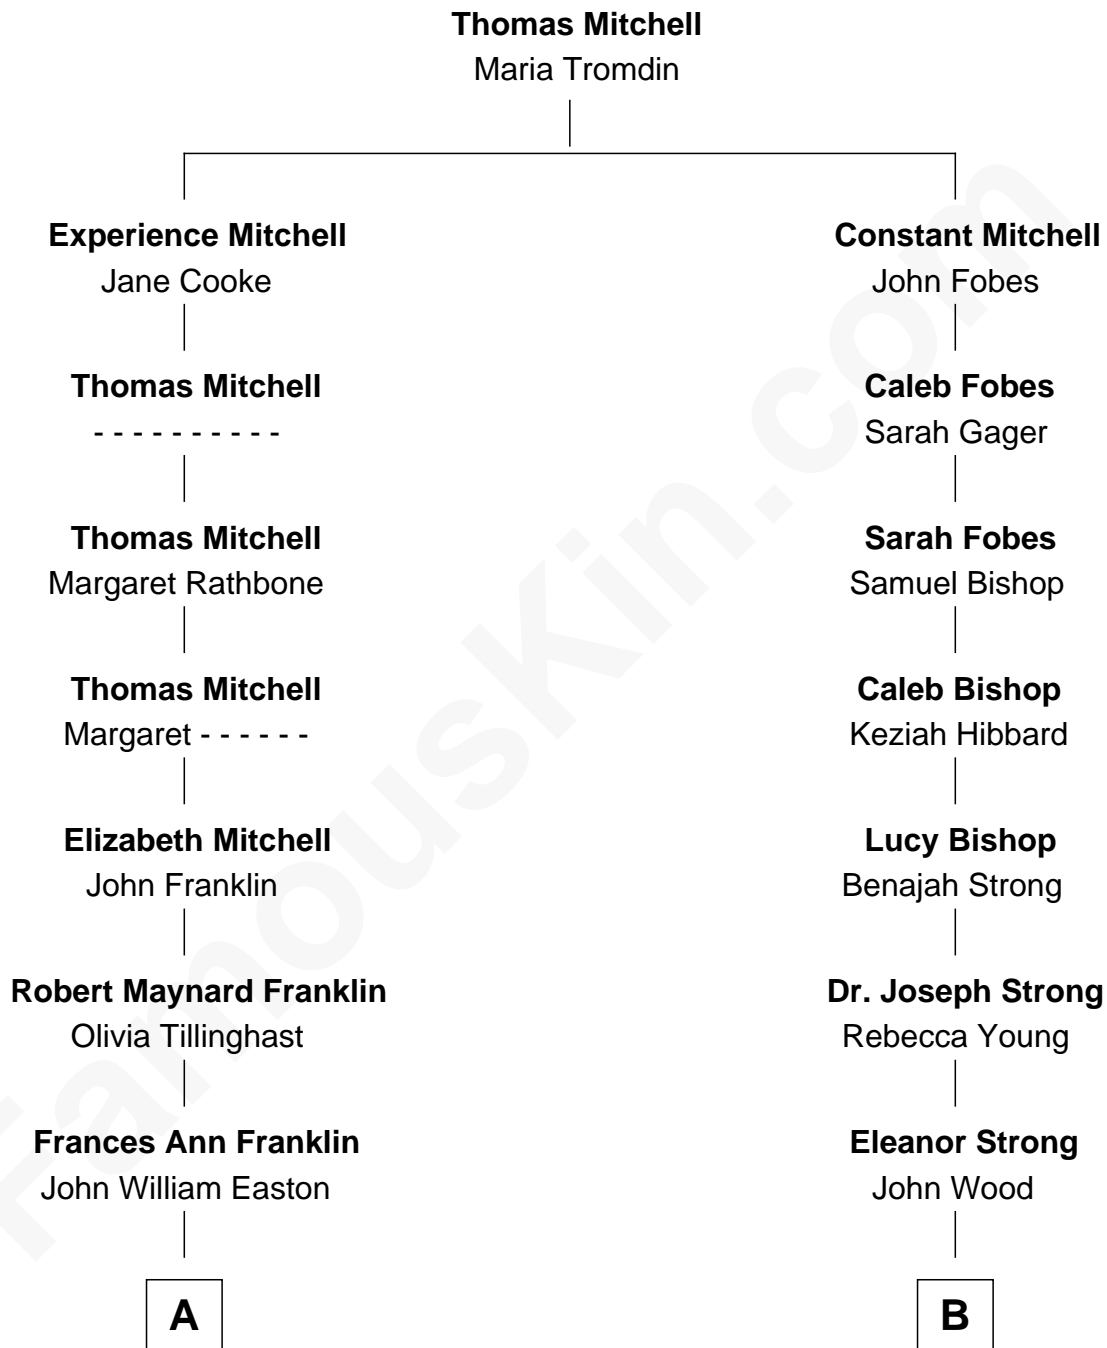 Thomas Mitchell
Maria Tromdin
Experience Mitchell
Jane Cooke
Constant Mitchell
John Fobes
Thomas Mitchell
- - - - - - - - - -
Caleb Fobes
Sarah Gager
Thomas Mitchell
Margaret Rathbone
Sarah Fobes
Samuel Bishop
Thomas Mitchell
Margaret - - - - - -
Caleb Bishop
Keziah Hibbard
Elizabeth Mitchell
John Franklin
Lucy Bishop
Benajah Strong
Robert Maynard Franklin
Olivia Tillinghast
Dr. Joseph Strong
Rebecca Young
Frances Ann Franklin
John William Easton
Eleanor Strong
John Wood
A
B
FamousKin.com